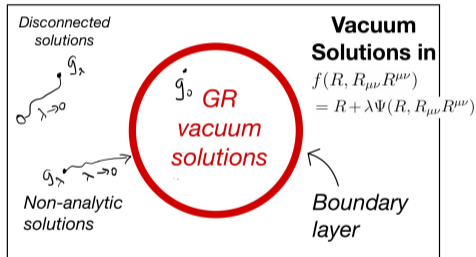 Disconnected
solutions
g_λ
λ→0
Vacuum
Solutions in
f(R, R_{μν}R^{μν})
= R + λΨ(R, R_{μν}R^{μν})
g̊_0
GR
vacuum
solutions
g_λ
λ→0
Non-analytic
solutions
Boundary
layer